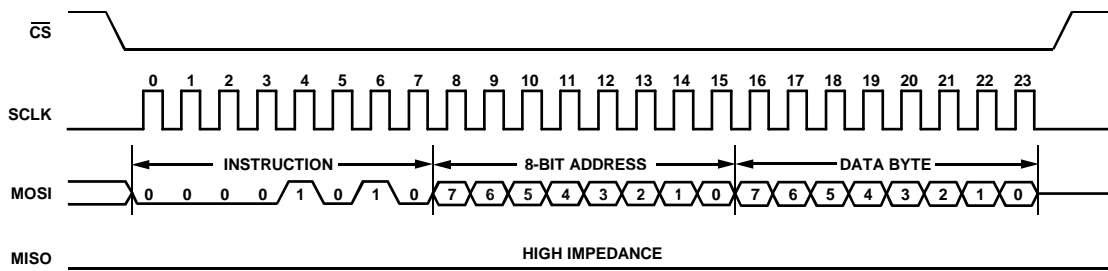 CS
0 1 2 3 4 5 6 7 8 9 10 11 12 13 14 15 16 17 18 19 20 21 22 23
SCLK
INSTRUCTION 8-BIT ADDRESS DATA BYTE
MOSI 0 0 0 0 1 0 1 0 7 6 5 4 3 2 1 0 7 6 5 4 3 2 1 0
HIGH IMPEDANCE
MISO